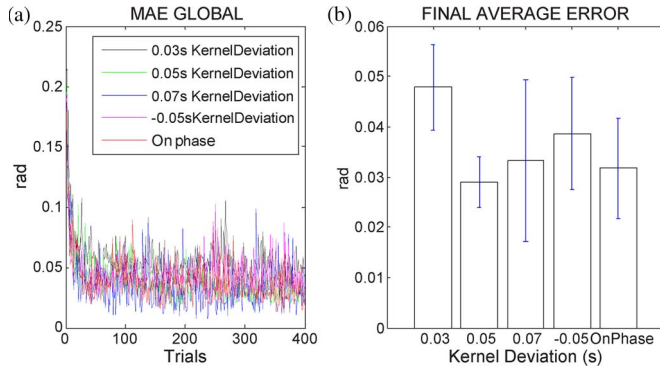 (a)
MAE GLOBAL
0.25
0.2
0.15
0.1
0.05
0
rad
0.03s KernelDeviation
0.05s KernelDeviation
0.07s KernelDeviation
-0.05sKernelDeviation
On phase
0 100 200 300 400
Trials
(b)
FINAL AVERAGE ERROR
0.06
0.05
0.04
0.03
0.02
0.01
0
rad
0.03 0.05 0.07 -0.05 OnPhase
Kernel Deviation (s)